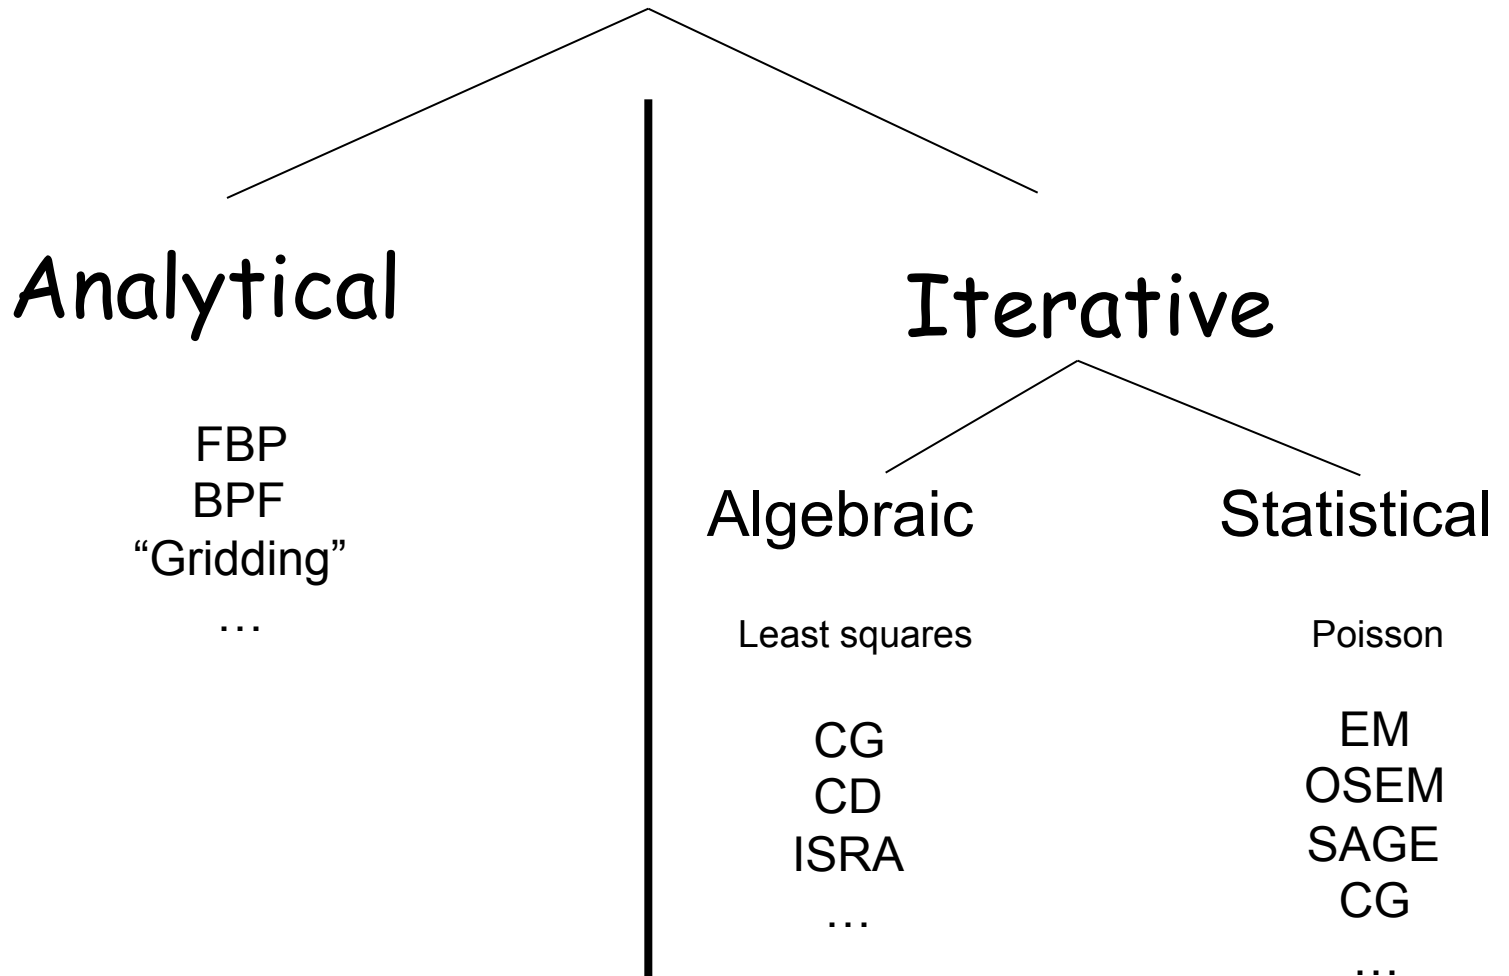 Analytical
FBP
BPF
“Gridding”
…
Iterative
Algebraic
Least squares
CG
CD
ISRA
…
Statistical
Poisson
EM
OSEM
SAGE
CG
…